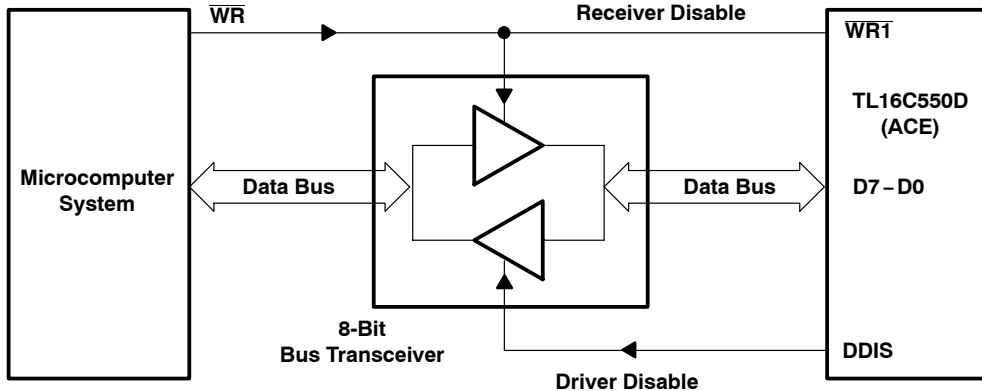 WR
Receiver Disable
WR1
TL16C550D
(ACE)
Microcomputer
System
Data Bus
Data Bus
D7–D0
8-Bit
Bus Transceiver
DDIS
Driver Disable